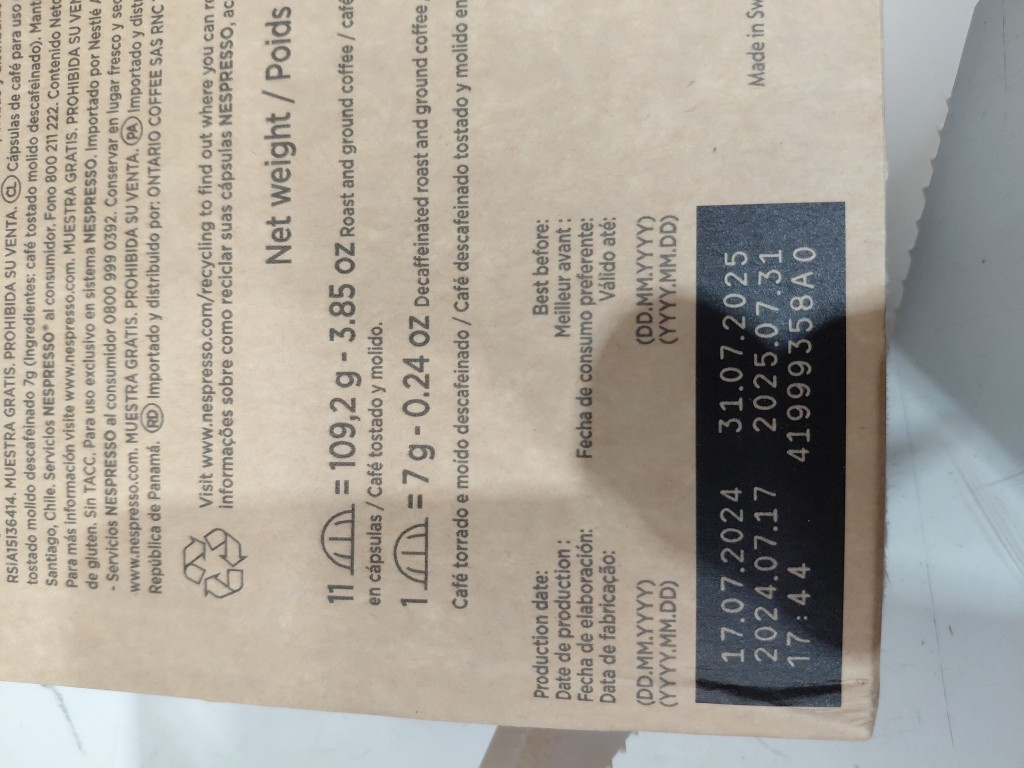 RSiA15J36414. MUESTRA GRATIS. PROHIBIDA SU VENTA. CL Cápsulas de café para uso
tostado molido descafeinado 7g (Ingredientes: café tostado molido descafeinado). Mant
Santiago, Chile. Servicios NESPRESSO® al consumidor. Fono 800 211 222. Contenido Neto
Para más información visite www.nespresso.com. MUESTRA GRATIS. PROHIBIDA SU VEN
de gluten. Sin TACC. Para uso exclusivo en sistema NESPRESSO. Importado por Nestlé A
- Servicios NESPRESSO al consumidor 0800 999 0392. Conservar en lugar fresco y sec
www.nespresso.com. MUESTRA GRATIS. PROHIBIDA SU VENTA. PA Importado y distr
República de Panamá. RD Importado y distribuido por: ONTARIO COFFEE SAS RNC
Visit www.nespresso.com/recycling to find out where you can r
informações sobre como reciclar suas cápsulas NESPRESSO, ac
Net weight / Poids
11 = 109,2 g - 3.85 OZ Roast and ground coffee / café
en cápsulas / Café tostado y molido.
1 = 7 g - 0.24 OZ Decaffeinated roast and ground coffee,
Café torrado e moido descafeinado / Café descafeinado tostado y molido en
Production date:
Date de production :
Fecha de elaboración:
Data de fabricação:
(DD.MM.YYYY)
(YYYY.MM.DD)
Best before:
Meilleur avant :
Fecha de consumo preferente:
Válido até:
(DD.MM.YYYY)
(YYYY.MM.DD)
17.07.2024 31.07.2025
2024.07.17 2025.07.31
17:44 41999358A0
Made in Sw